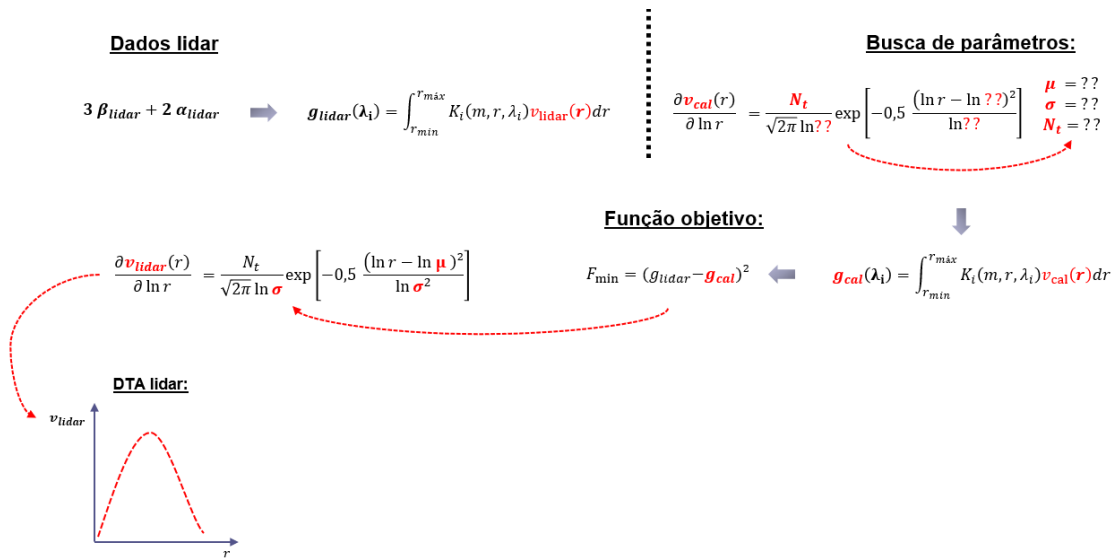 Dados lidar
3 β_lidar + 2 α_lidar
g_lidar(λ_i) = ∫_{r_min}^{r_máx} K_i(m, r, λ_i)v_lidar(r)dr
Busca de parâmetros:
∂v_cal(r)/∂ ln r = N_t/(√2π ln??) exp[−0,5 (ln r − ln ??)²/ln??]
μ = ??
σ = ??
N_t = ??
Função objetivo:
∂v_lidar(r)/∂ ln r = N_t/(√2π ln σ) exp[−0,5 (ln r − ln μ )²/ln σ²]
F_min = (g_lidar−g_cal)²
g_cal(λ_i) = ∫_{r_min}^{r_máx} K_i(m, r, λ_i)v_cal(r)dr
DTA lidar:
v_lidar
r